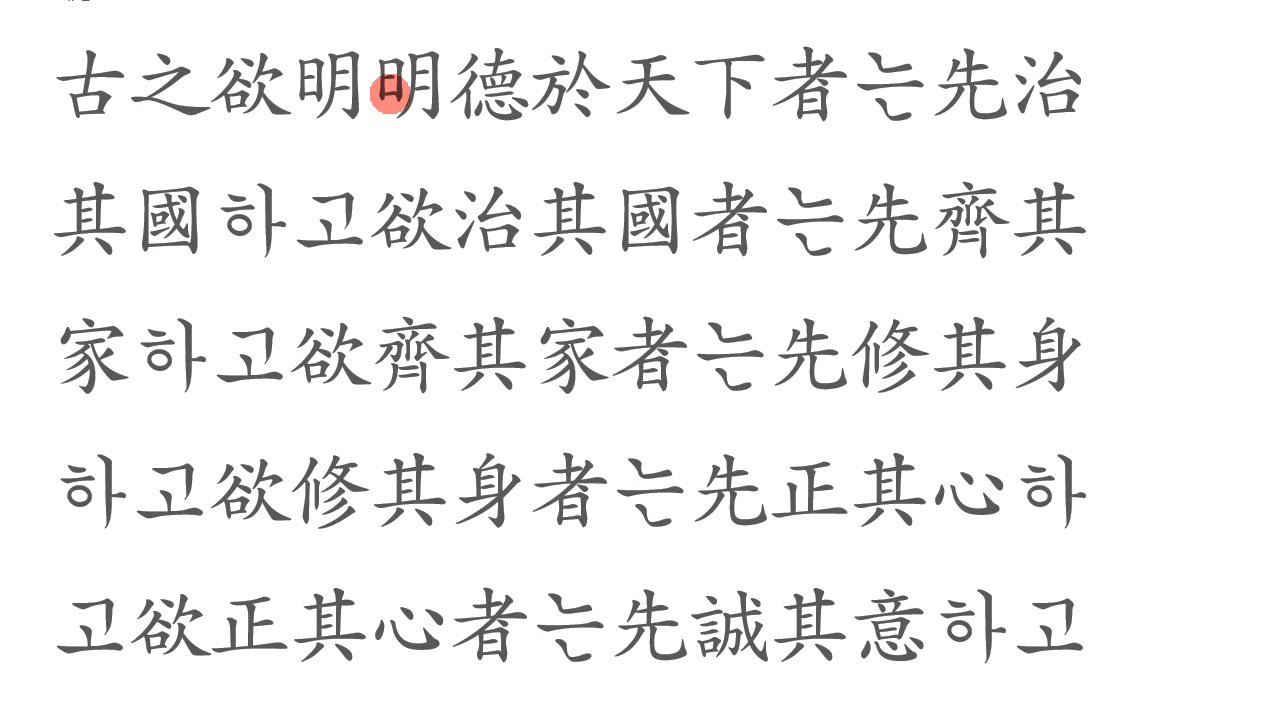 古之欲明明德於天下者는先治
其國하고欲治其國者는先齊其
家하고欲齊其家者는先修其身
하고欲修其身者는先正其心하
고欲正其心者는先誠其意하고